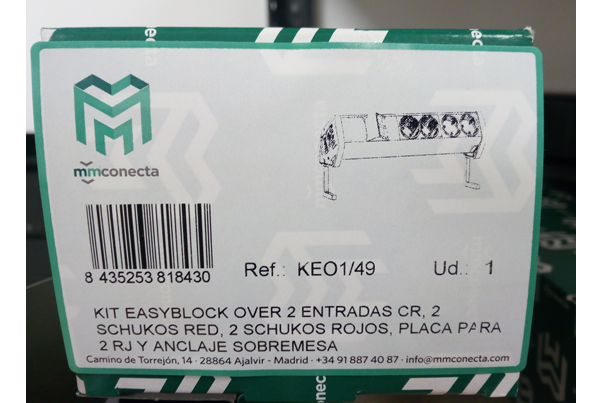 mmconecta
8 435253 818430
Ref.: KEO1/49
Ud.: 1
KIT EASYBLOCK OVER 2 ENTRADAS CR, 2
SCHUKOS RED, 2 SCHUKOS ROJOS, PLACA PARA
2 RJ Y ANCLAJE SOBREMESA
Camino de Torrejón, 14 · 28864 Ajalvir - Madrid · +34 91 887 40 87 · info@mmconecta.com
conec